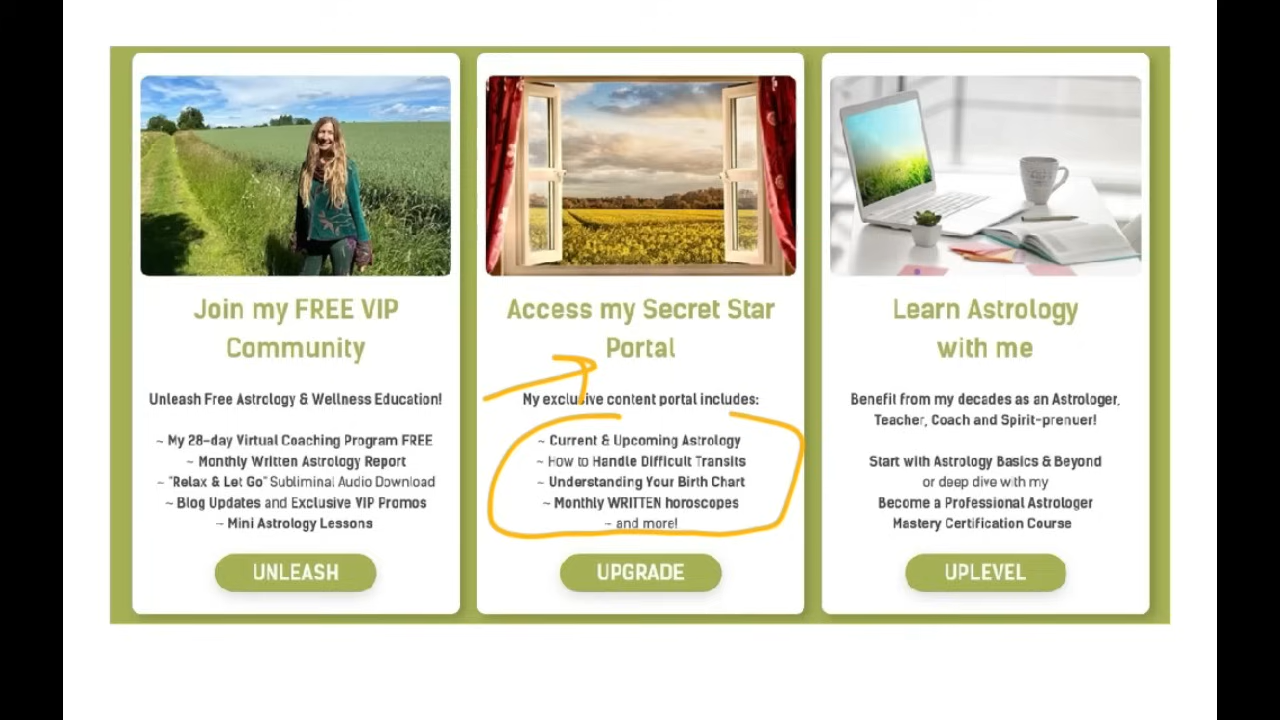 Join my FREE VIP
Community
Unleash Free Astrology & Wellness Education!
~ My 28-day Virtual Coaching Program FREE
~ Monthly Written Astrology Report
~ "Relax & Let Go" Subliminal Audio Download
~ Blog Updates and Exclusive VIP Promos
~ Mini Astrology Lessons
UNLEASH
Access my Secret Star
Portal
My exclusive content portal includes:
~ Current & Upcoming Astrology
~ How to Handle Difficult Transits
~ Understanding Your Birth Chart
~ Monthly WRITTEN horoscopes
~ and more!
UPGRADE
Learn Astrology
with me
Benefit from my decades as an Astrologer,
Teacher, Coach and Spirit-prenuer!
Start with Astrology Basics & Beyond
or deep dive with my
Become a Professional Astrologer
Mastery Certification Course
UPLEVEL